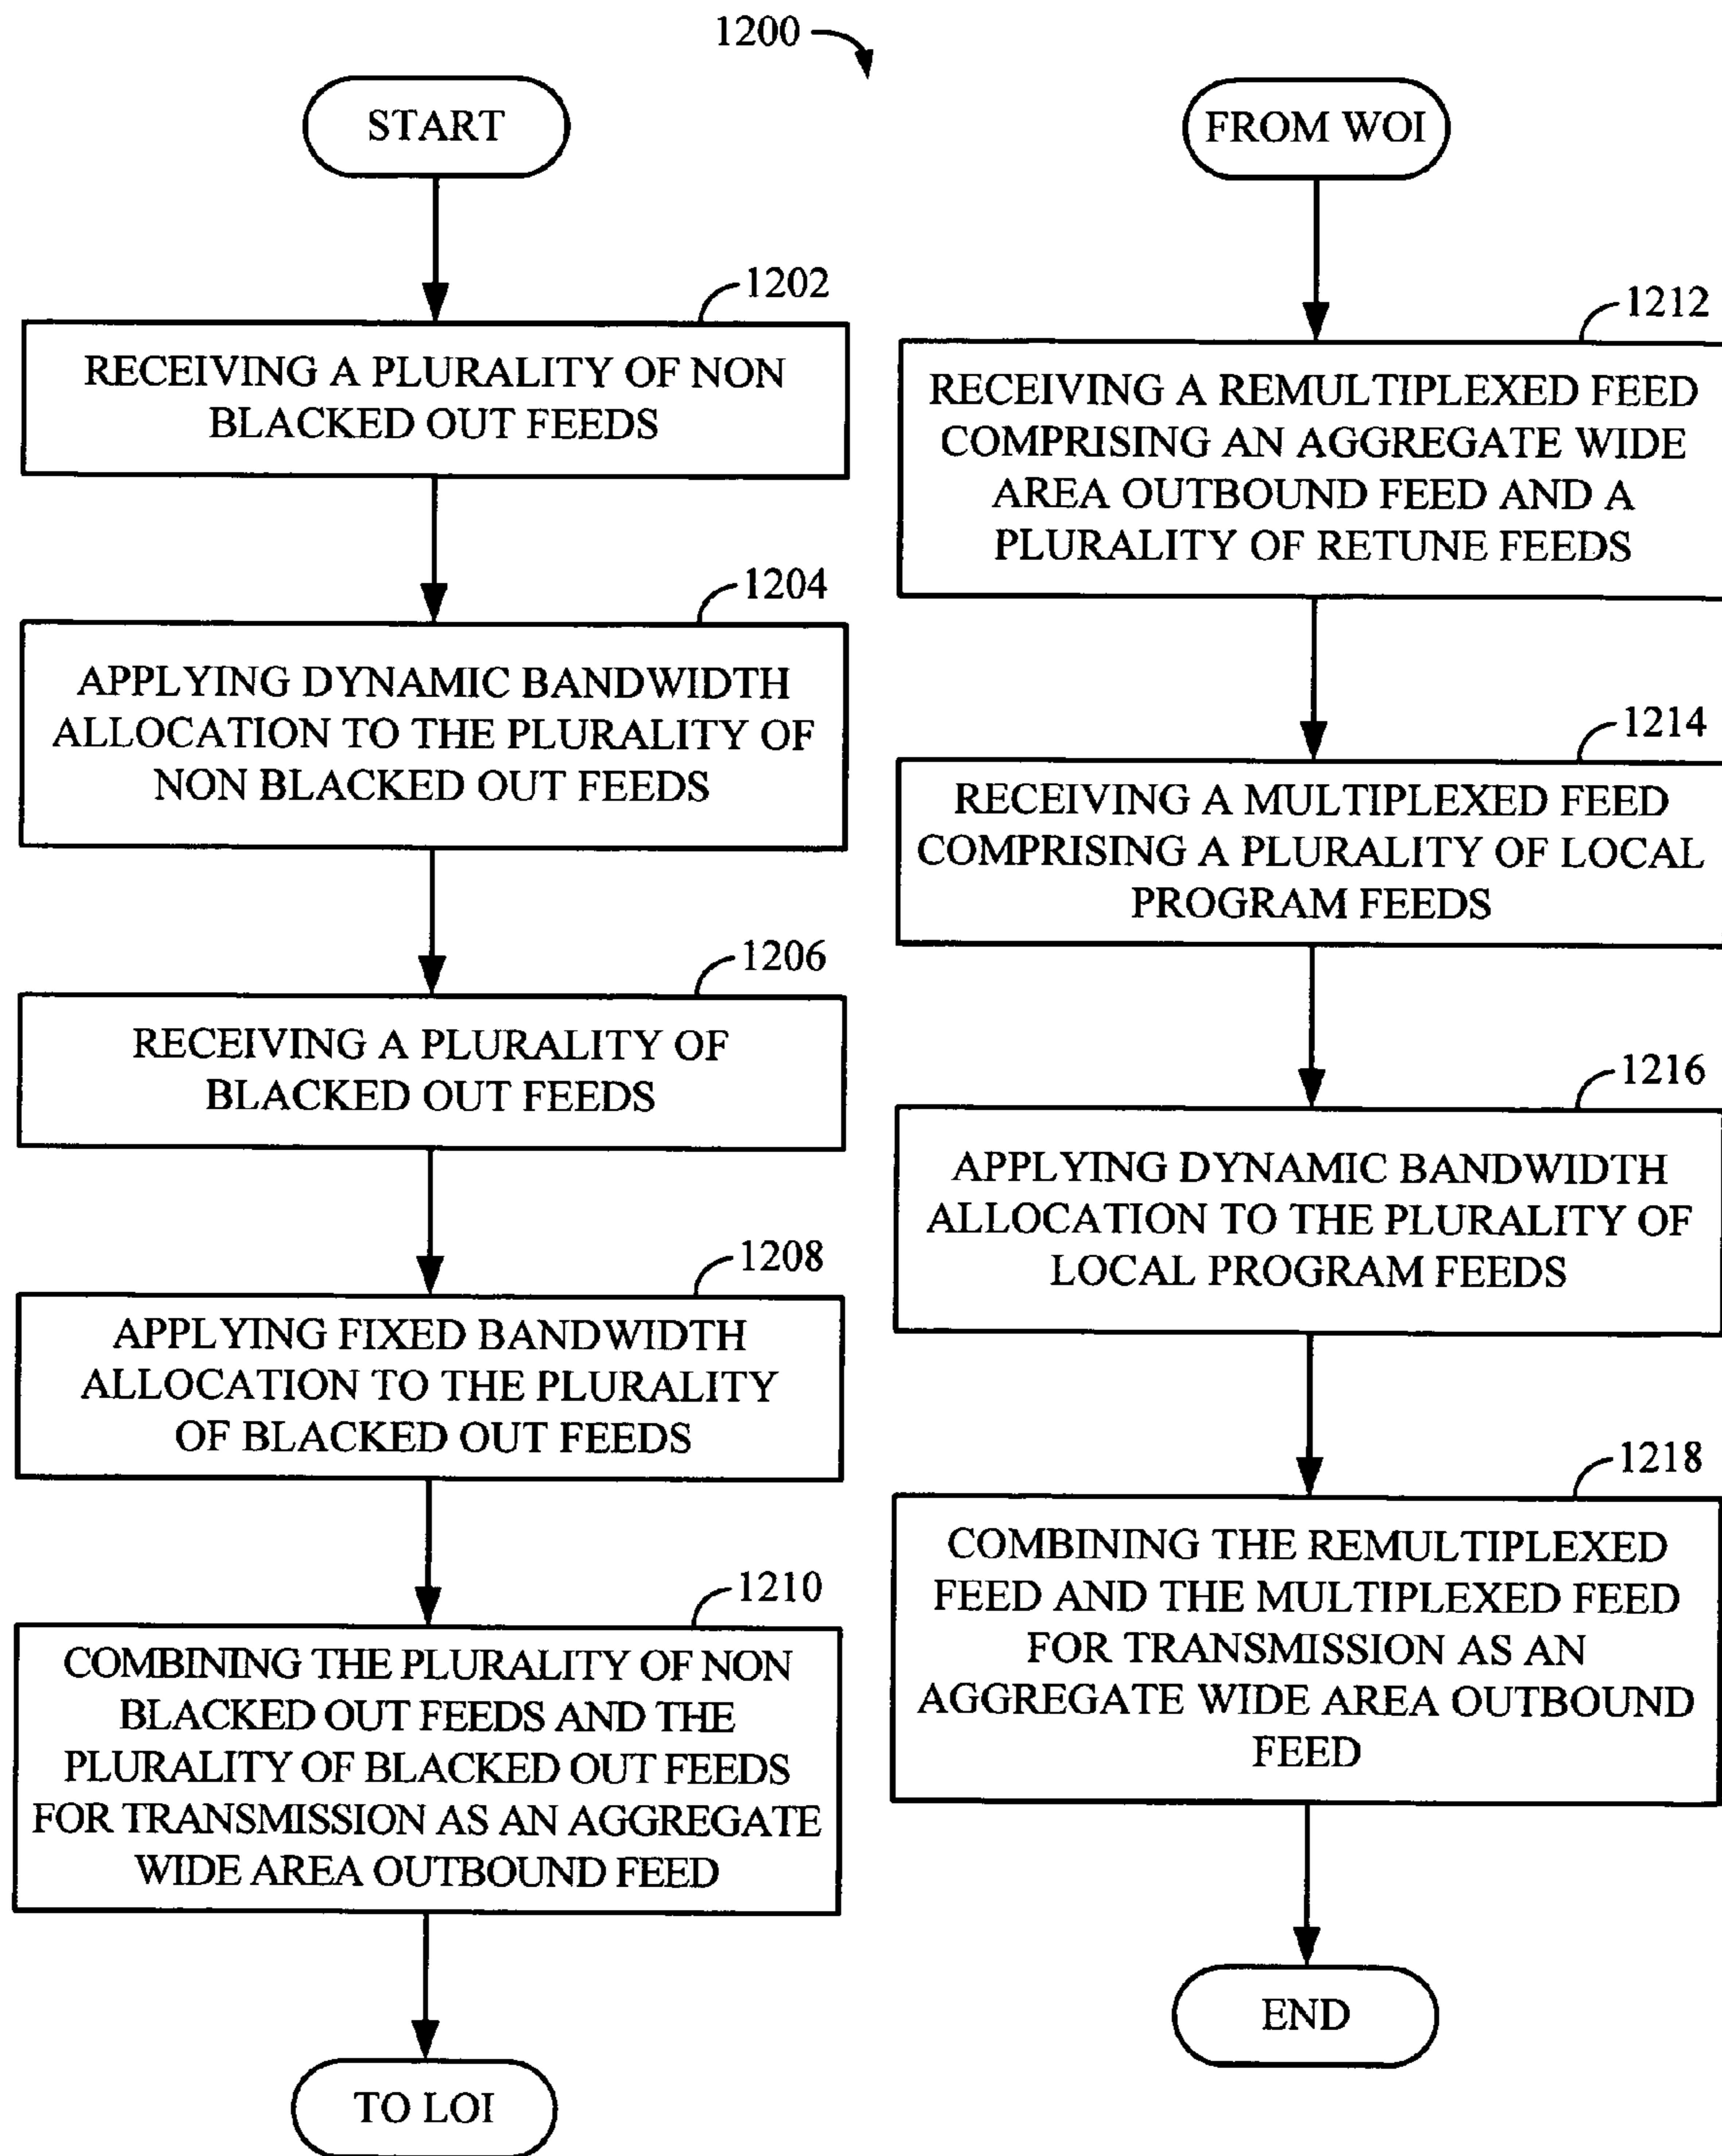 1200
START
1202
RECEIVING A PLURALITY OF NON
BLACKED OUT FEEDS
1204
APPLYING DYNAMIC BANDWIDTH
ALLOCATION TO THE PLURALITY OF
NON BLACKED OUT FEEDS
1206
RECEIVING A PLURALITY OF
BLACKED OUT FEEDS
1208
APPLYING FIXED BANDWIDTH
ALLOCATION TO THE PLURALITY
OF BLACKED OUT FEEDS
1210
COMBINING THE PLURALITY OF NON
BLACKED OUT FEEDS AND THE
PLURALITY OF BLACKED OUT FEEDS
FOR TRANSMISSION AS AN AGGREGATE
WIDE AREA OUTBOUND FEED
TO LOI
FROM WOI
1212
RECEIVING A REMULTIPLEXED FEED
COMPRISING AN AGGREGATE WIDE
AREA OUTBOUND FEED AND A
PLURALITY OF RETUNE FEEDS
1214
RECEIVING A MULTIPLEXED FEED
COMPRISING A PLURALITY OF LOCAL
PROGRAM FEEDS
1216
APPLYING DYNAMIC BANDWIDTH
ALLOCATION TO THE PLURALITY OF
LOCAL PROGRAM FEEDS
1218
COMBINING THE REMULTIPLEXED
FEED AND THE MULTIPLEXED FEED
FOR TRANSMISSION AS AN
AGGREGATE WIDE AREA OUTBOUND
FEED
END